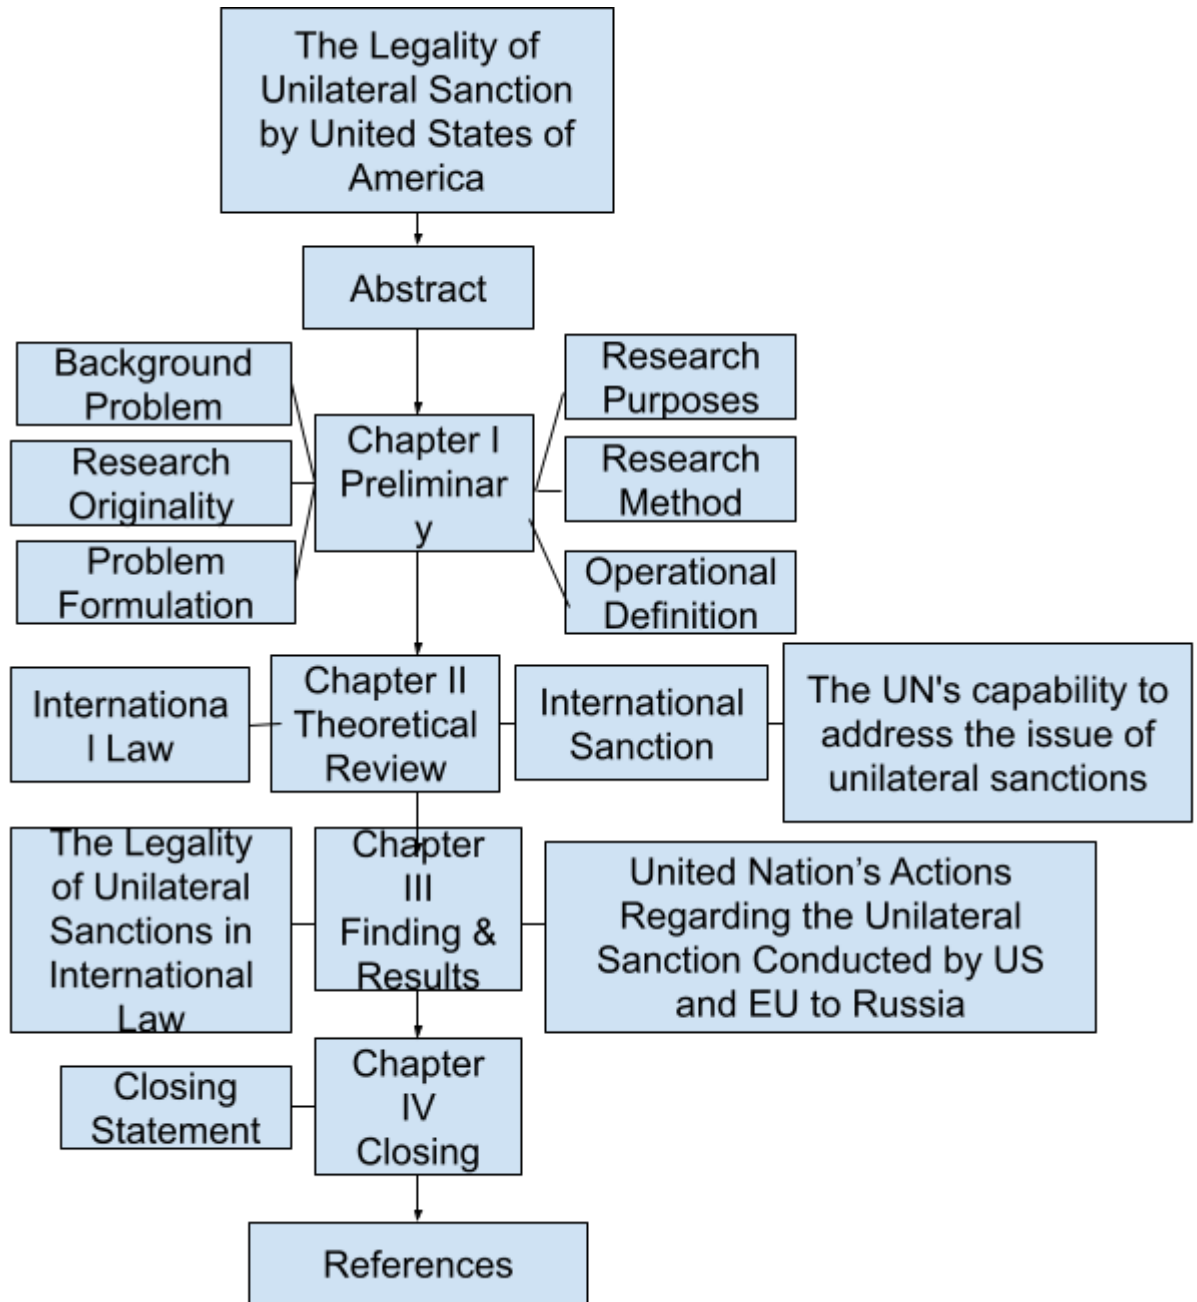 The Legality of
Unilateral Sanction
by United States of
America
Abstract
Background
Problem
Research
Originality
Problem
Formulation
Chapter I
Preliminar
y
Research
Purposes
Research
Method
Operational
Definition
Internationa
l Law
Chapter II
Theoretical
Review
International
Sanction
The UN's capability to
address the issue of
unilateral sanctions
The Legality
of Unilateral
Sanctions in
International
Law
Chapter
III
Finding &
Results
United Nation’s Actions
Regarding the Unilateral
Sanction Conducted by US
and EU to Russia
Closing
Statement
Chapter
IV
Closing
References